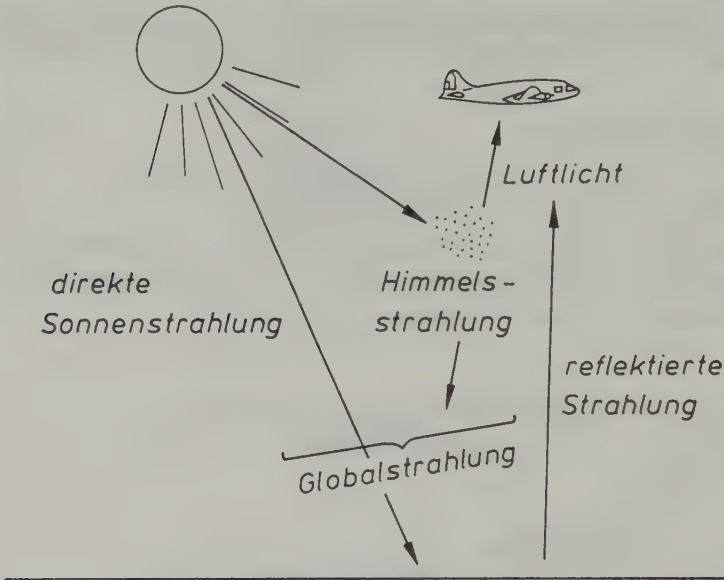 Luftlicht
direkte
Sonnenstrahlung
Himmels-
strahlung
reflektierte
Strahlung
Globalstrahlung